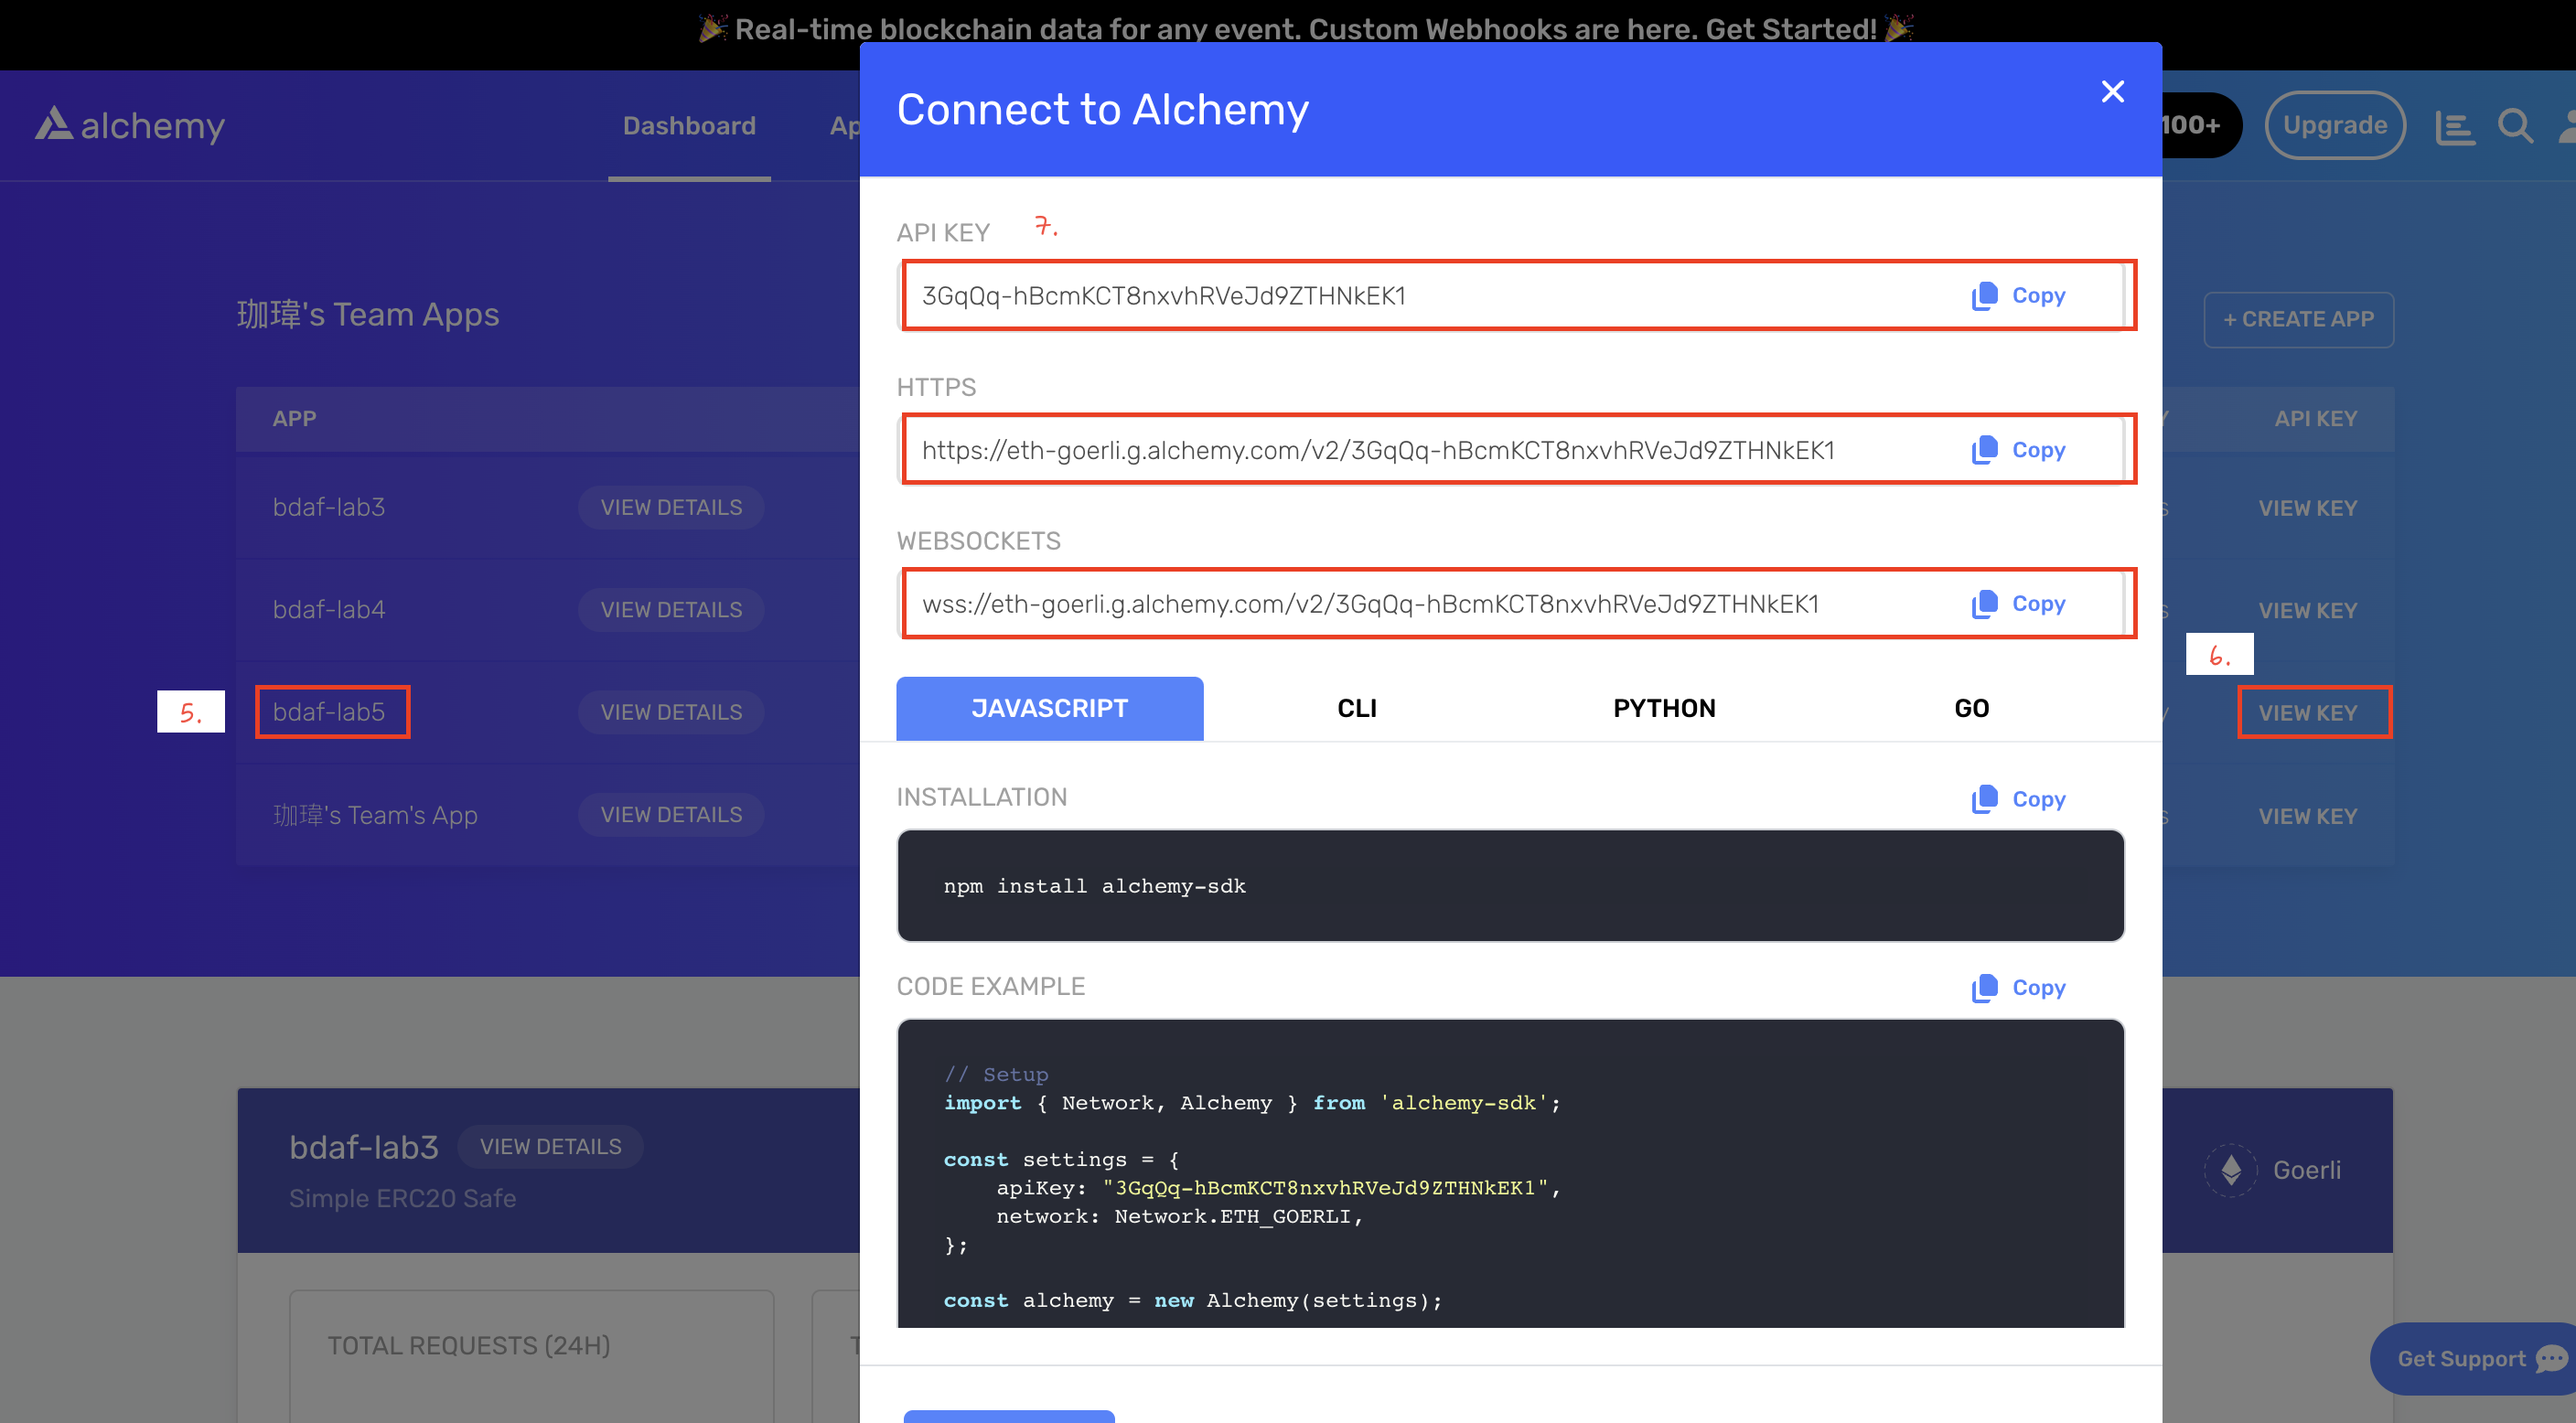 🎉 Real-time blockchain data for any event. Custom Webhooks are here. Get Started! 🎉
alchemy
Dashboard
Ap
100+
Upgrade
Connect to Alchemy
API KEY
7.
3GqQq-hBcmKCT8nxvhRVeJd9ZTHNkEK1
Copy
HTTPS
https://eth-goerli.g.alchemy.com/v2/3GqQq-hBcmKCT8nxvhRVeJd9ZTHNkEK1
Copy
WEBSOCKETS
wss://eth-goerli.g.alchemy.com/v2/3GqQq-hBcmKCT8nxvhRVeJd9ZTHNkEK1
Copy
JAVASCRIPT
CLI
PYTHON
GO
INSTALLATION
Copy
npm install alchemy-sdk
CODE EXAMPLE
Copy
// Setup
import { Network, Alchemy } from 'alchemy-sdk';
const settings = {
apiKey: "3GqQq-hBcmKCT8nxvhRVeJd9ZTHNkEK1",
network: Network.ETH_GOERLI,
};
const alchemy = new Alchemy(settings);
珈瑋's Team Apps
+ CREATE APP
APP
API KEY
bdaf-lab3
VIEW DETAILS
VIEW KEY
bdaf-lab4
VIEW DETAILS
VIEW KEY
5.
bdaf-lab5
VIEW DETAILS
6.
VIEW KEY
珈瑋's Team's App
VIEW DETAILS
VIEW KEY
bdaf-lab3
VIEW DETAILS
Simple ERC20 Safe
Goerli
TOTAL REQUESTS (24H)
Get Support